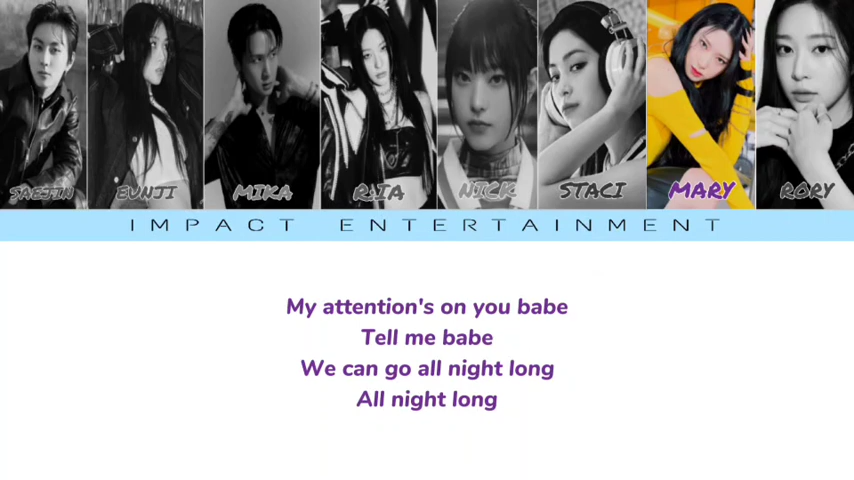 SAEJIN EUNJI MIKA RIA NICK STACI MARY RORY
IMPACT ENTERTAINMENT
My attention's on you babe
Tell me babe
We can go all night long
All night long